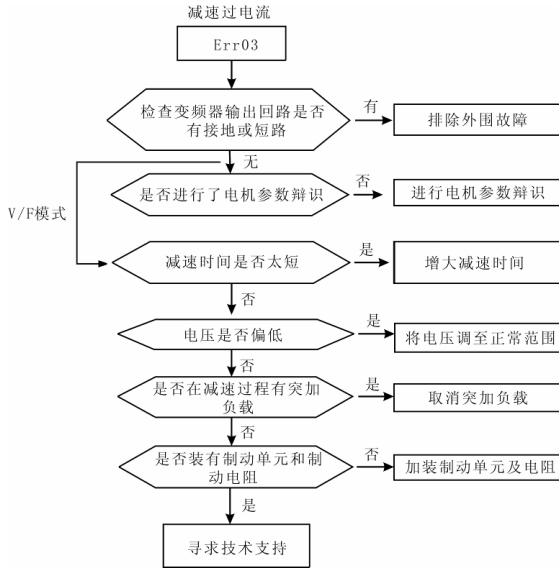 减速过电流
Err03
检查变频器输出回路是否
有接地或短路
有
排除外围故障
无
是否进行了电机参数辩识
否
进行电机参数辩识
V/F模式
减速时间是否太短
是
增大减速时间
否
电压是否偏低
是
将电压调至正常范围
否
是否在减速过程有突加
负载
是
取消突加负载
否
是否装有制动单元和制
动电阻
否
加装制动单元及电阻
是
寻求技术支持